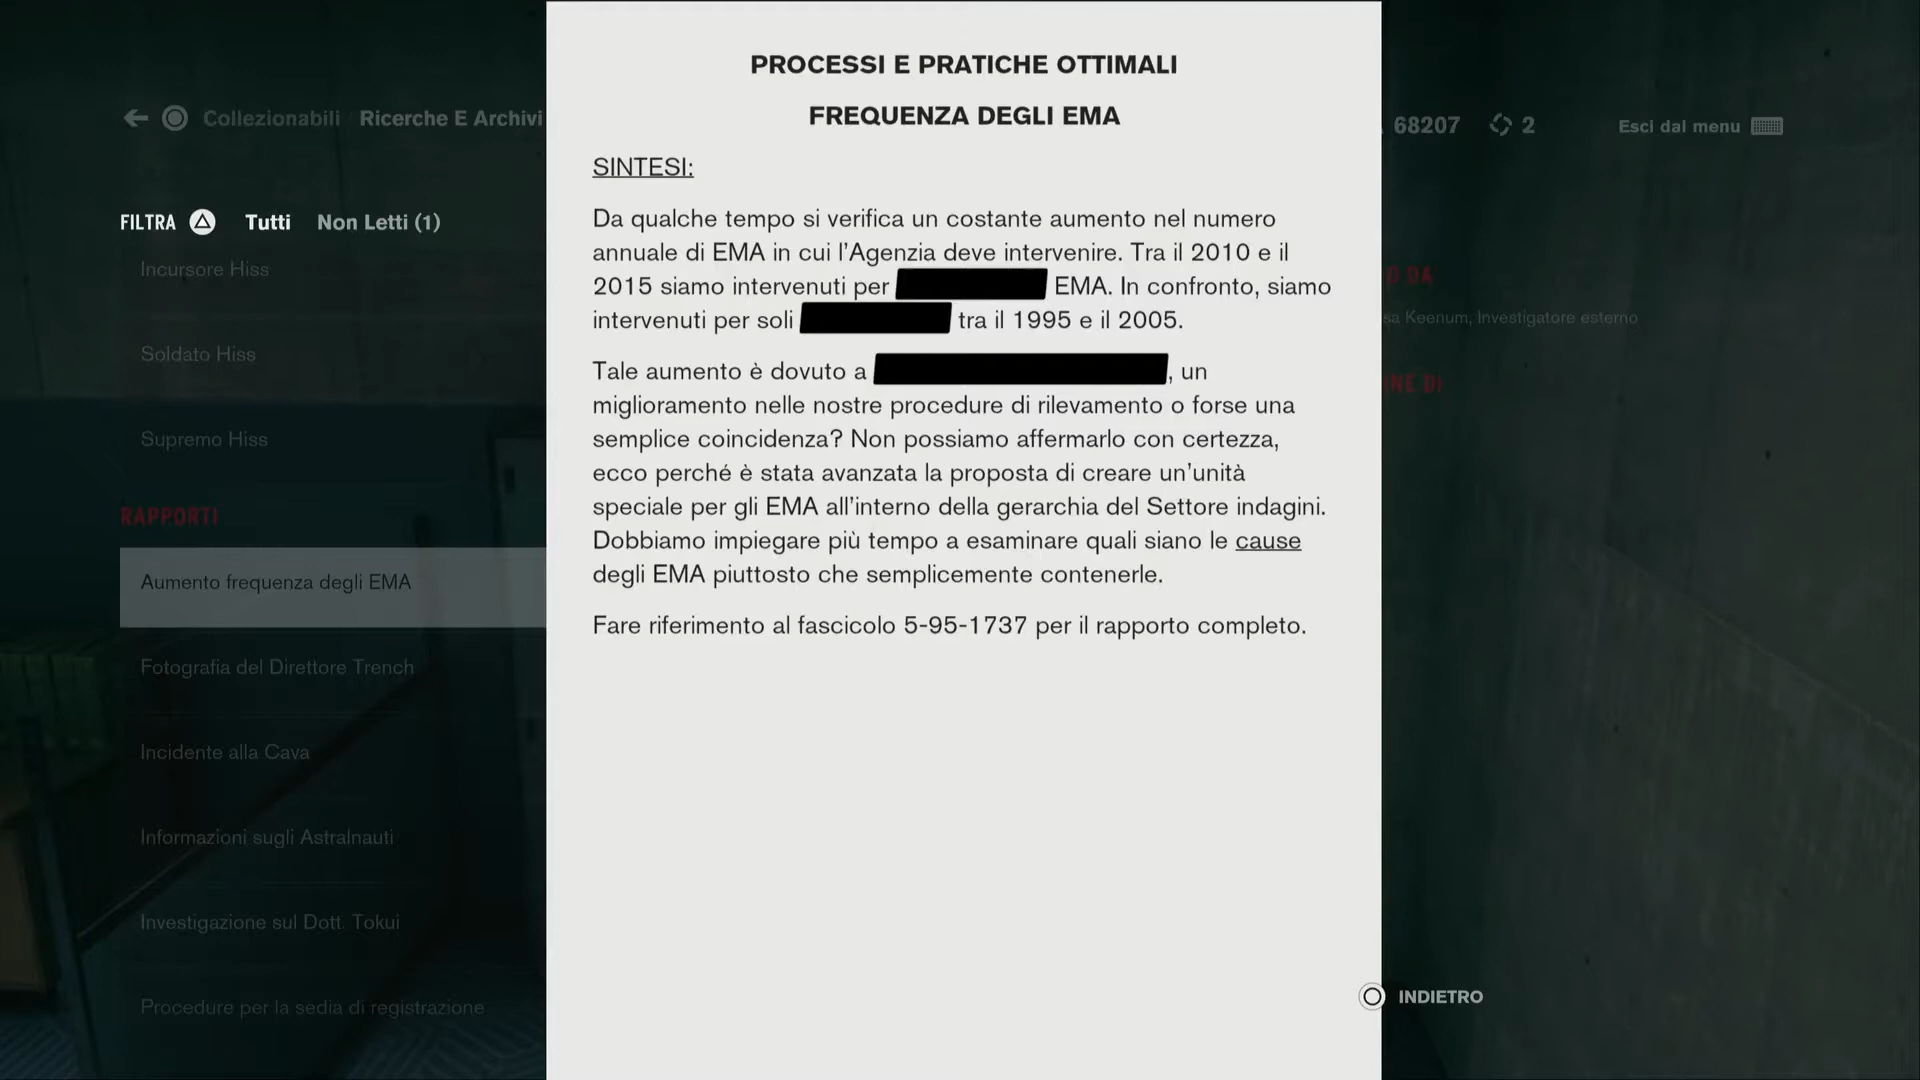 PROCESSI E PRATICHE OTTIMALI
FREQUENZA DEGLI EMA
SINTESI:
Da qualche tempo si verifica un costante aumento nel numero
annuale di EMA in cui l'Agenzia deve intervenire. Tra il 2010 e il
2015 siamo intervenuti per EMA. In confronto, siamo
intervenuti per soli tra il 1995 e il 2005.
Tale aumento è dovuto a , un
miglioramento nelle nostre procedure di rilevamento o forse una
semplice coincidenza? Non possiamo affermarlo con certezza,
ecco perché è stata avanzata la proposta di creare un'unità
speciale per gli EMA all'interno della gerarchia del Settore indagini.
Dobbiamo impiegare più tempo a esaminare quali siano le cause
degli EMA piuttosto che semplicemente contenerle.
Fare riferimento al fascicolo 5-95-1737 per il rapporto completo.
Collezionabili Ricerche E Archivi
68207 2 Esci dal menu
FILTRA Tutti Non Letti (1)
Incursore Hiss
Soldato Hiss
Supremo Hiss
RAPPORTI
Aumento frequenza degli EMA
Fotografia del Direttore Trench
Incidente alla Cava
Informazioni sugli Astralnauti
Investigazione sul Dott. Tokui
Procedure per la sedia di registrazione
DA
Keenum, Investigatore esterno
DI
INDIETRO